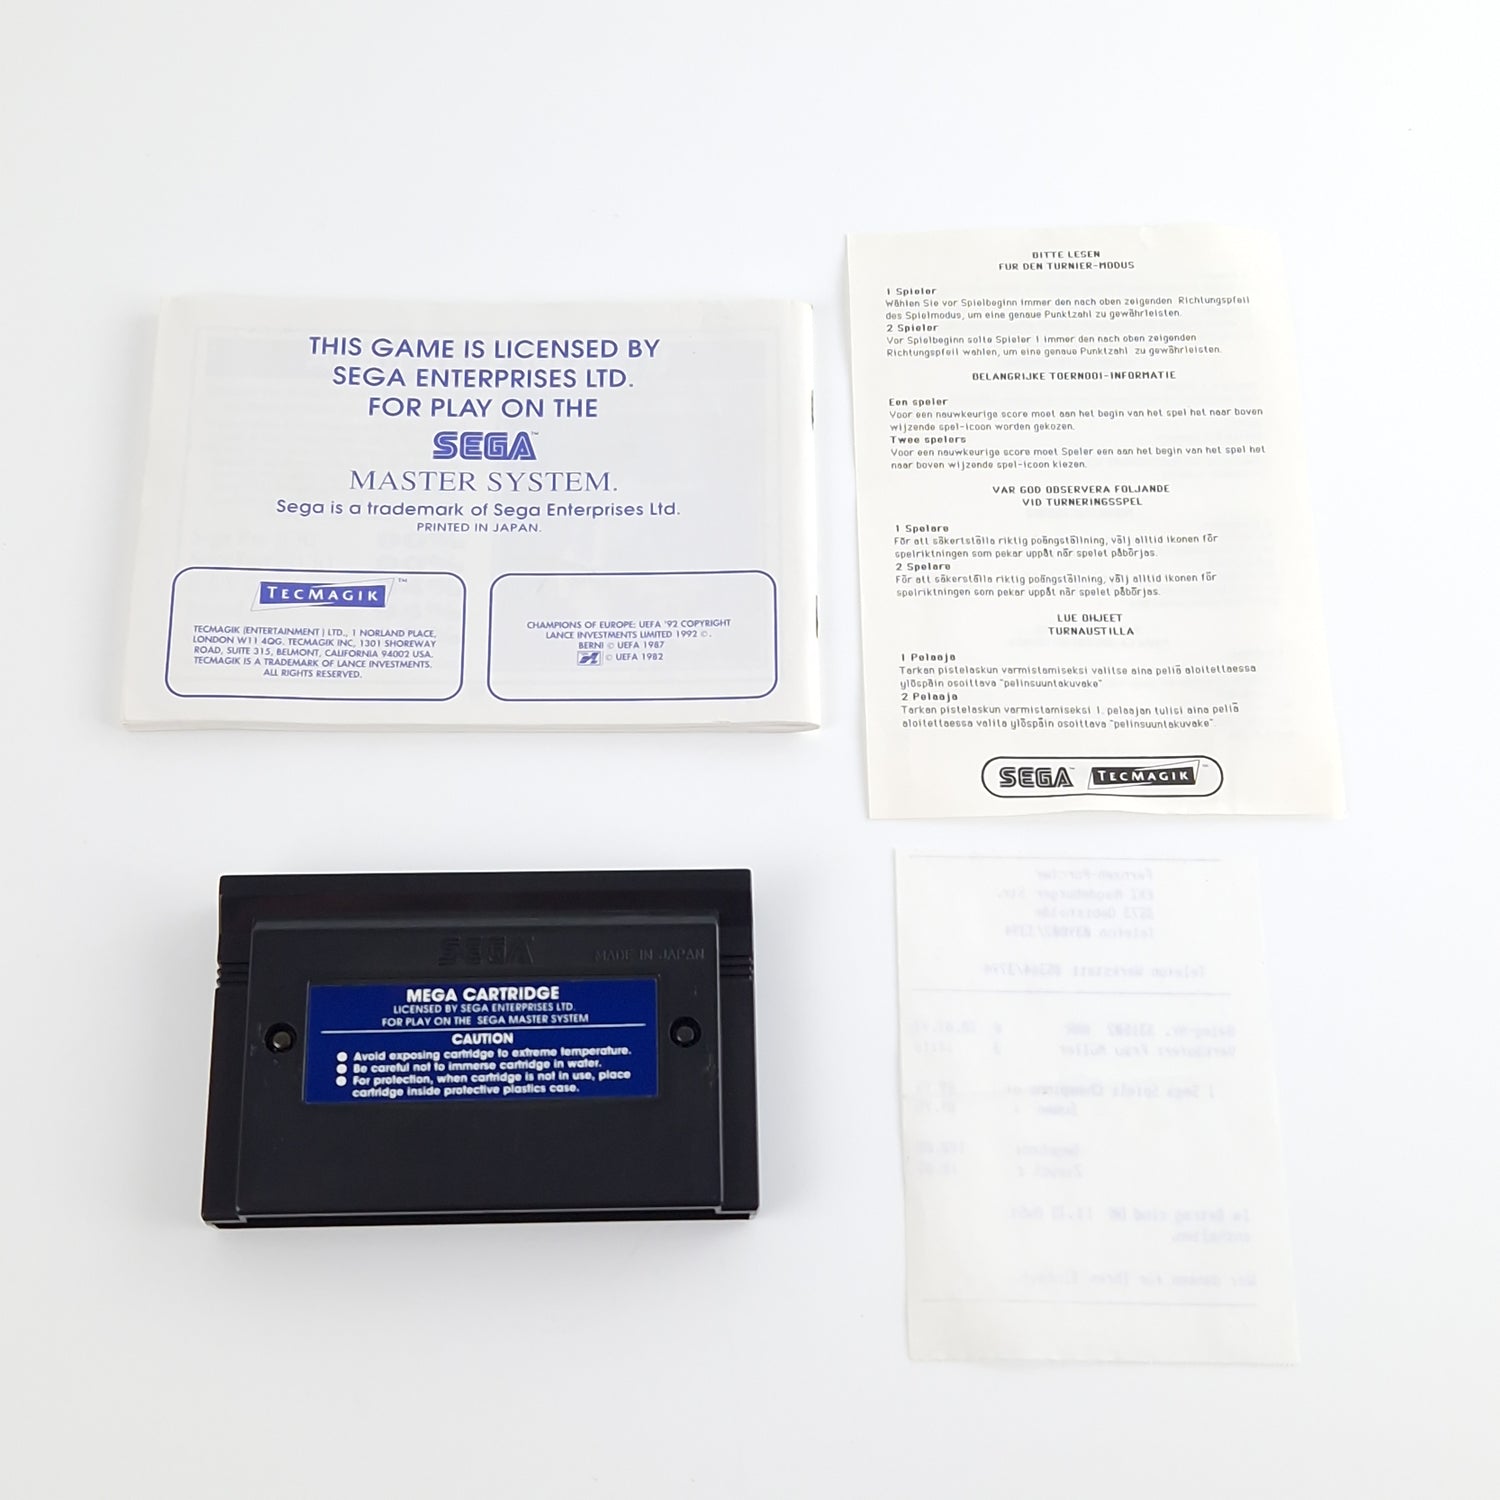 THIS GAME IS LICENSED BY
SEGA ENTERPRISES LTD.
FOR PLAY ON THE
SEGA™
MASTER SYSTEM.
Sega is a trademark of Sega Enterprises Ltd.
PRINTED IN JAPAN.
TECMAGIK™
TECMAGIK (ENTERTAINMENT) LTD., 1 NORLAND PLACE,
LONDON W11 4QG. TECMAGIK INC, 1301 SHOREWAY
ROAD, SUITE 315, BELMONT, CALIFORNIA 94002 USA.
TECMAGIK IS A TRADEMARK OF LANCE INVESTMENTS.
ALL RIGHTS RESERVED.
CHAMPIONS OF EUROPE: UEFA '92 COPYRIGHT
LANCE INVESTMENTS LIMITED 1992 ©.
BERNI © UEFA 1987
© UEFA 1982
BITTE LESEN
FUR DEN TURNIER-MODUS
1 Spieler
Wählen Sie vor Spielbeginn immer den nach oben zeigenden Richtungspfeil
des Spielmodus, um eine genaue Punktzahl zu gewährleisten.
2 Spieler
Vor Spielbeginn solte Spieler 1 immer den nach oben zeigenden
Richtungspfeil wahlen, um eine genaue Punktzahl zu gewährleisten.
BELANGRIJKE TOERNOOI-INFORMATIE
Een speler
Voor een nauwkeurige score moet aan het begin van het spel het naar boven
wijzende spel-icoon worden gekozen.
Twee spelers
Voor een nauwkeurige score moet Speler een aan het begin van het spel het
naar boven wijzende spel-icoon kiezen.
VAR GOD OBSERVERA FOLJANDE
VID TURNERINGSSPEL
1 Spelare
För att säkertställa riktig poängställning, välj alltid ikonen för
spelriktningen som pekar uppåt när spelet påbörjas.
2 Spelare
För att säkerställa riktig poängställning, välj alltid ikonen för
spelriktningen som pekar uppåt när spelet påbörjas.
LUE OHJEET
TURNAUSTILLA
1 Pelaaja
Tarkan pistelaskun varmistamiseksi valitse aina peliä aloitettaessa
ylöspäin osoittava "pelinsuuntakuvake"
2 Pelaaja
Tarkan pistelaskun varmistamiseksi 1. pelaajan tulisi aina peliä
aloitettaessa valita ylöspäin osoittava "pelinsuuntakuvake".
SEGA™ TECMAGIK™
SEGA
MADE IN JAPAN
MEGA CARTRIDGE
LICENSED BY SEGA ENTERPRISES LTD.
FOR PLAY ON THE SEGA MASTER SYSTEM
CAUTION
● Avoid exposing cartridge to extreme temperature.
● Be careful not to immerse cartridge in water.
● For protection, when cartridge is not in use, place
cartridge inside protective plastics case.